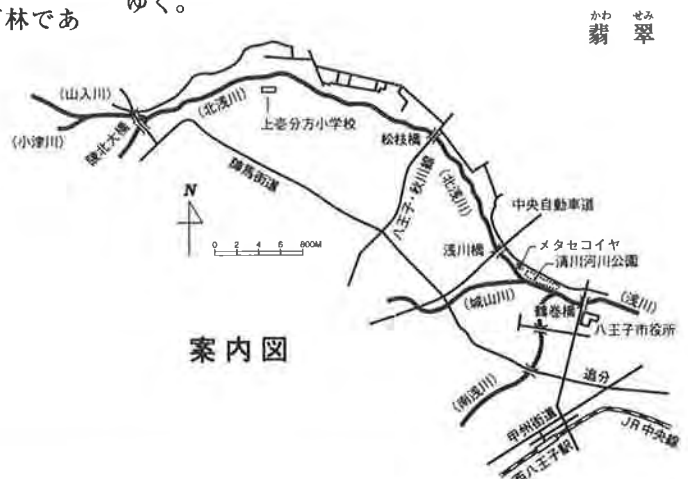 林であ
ゆく。
翡翠
かわせみ
(山入川)
(北浅川)
(小津川)
陵北大橋
上壱分方小学校
松枝橋
陣馬街道
八王子・秋川線
(北浅川)
N
0 2 4 6 800M
中央自動車道
浅川橋
メタセコイヤ
清川河川公園
(城山川)
鶴巻橋
(浅川)
八王子市役所
案内図
追分
(南浅川)
甲州街道
JR中央線
西八王子駅